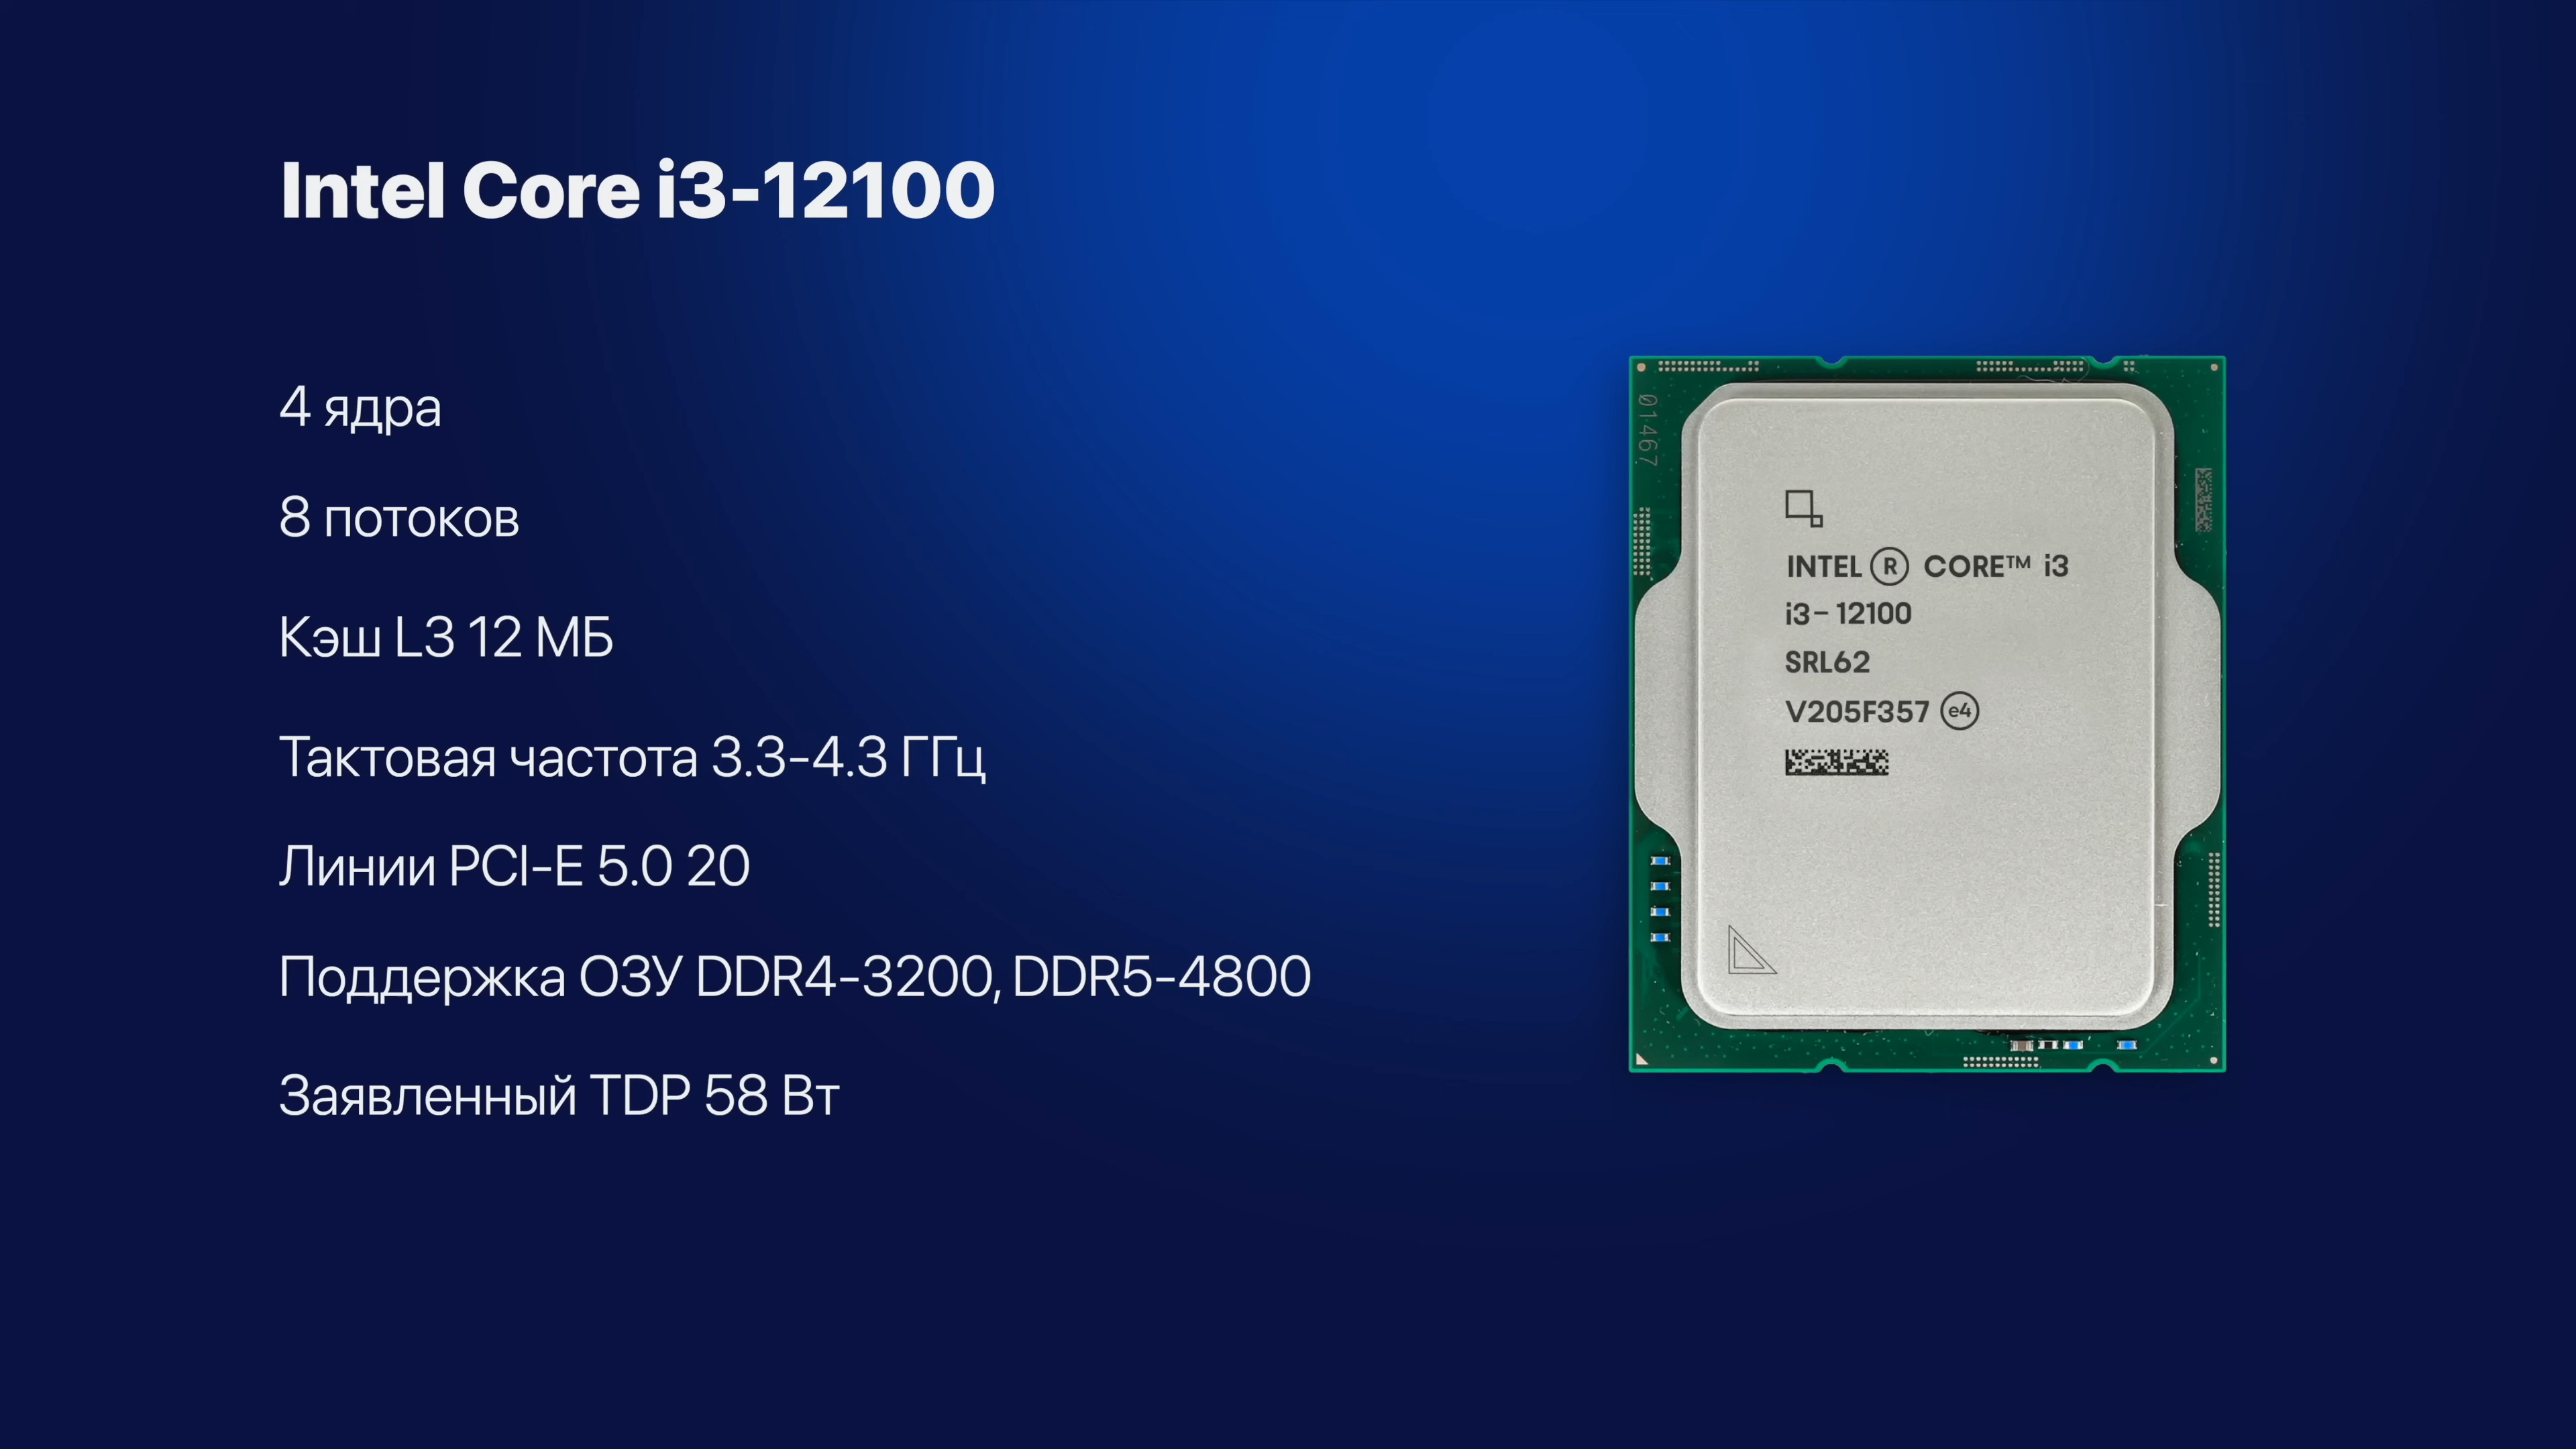 Intel Core i3-12100
4 ядра
8 потоков
Кэш L3 12 МБ
Тактовая частота 3.3-4.3 ГГц
Линии PCI-E 5.0 20
Поддержка ОЗУ DDR4-3200, DDR5-4800
Заявленный TDP 58 Вт
01467
INTEL® CORE™ i3
i3-12100
SRL62
V205F357 e4